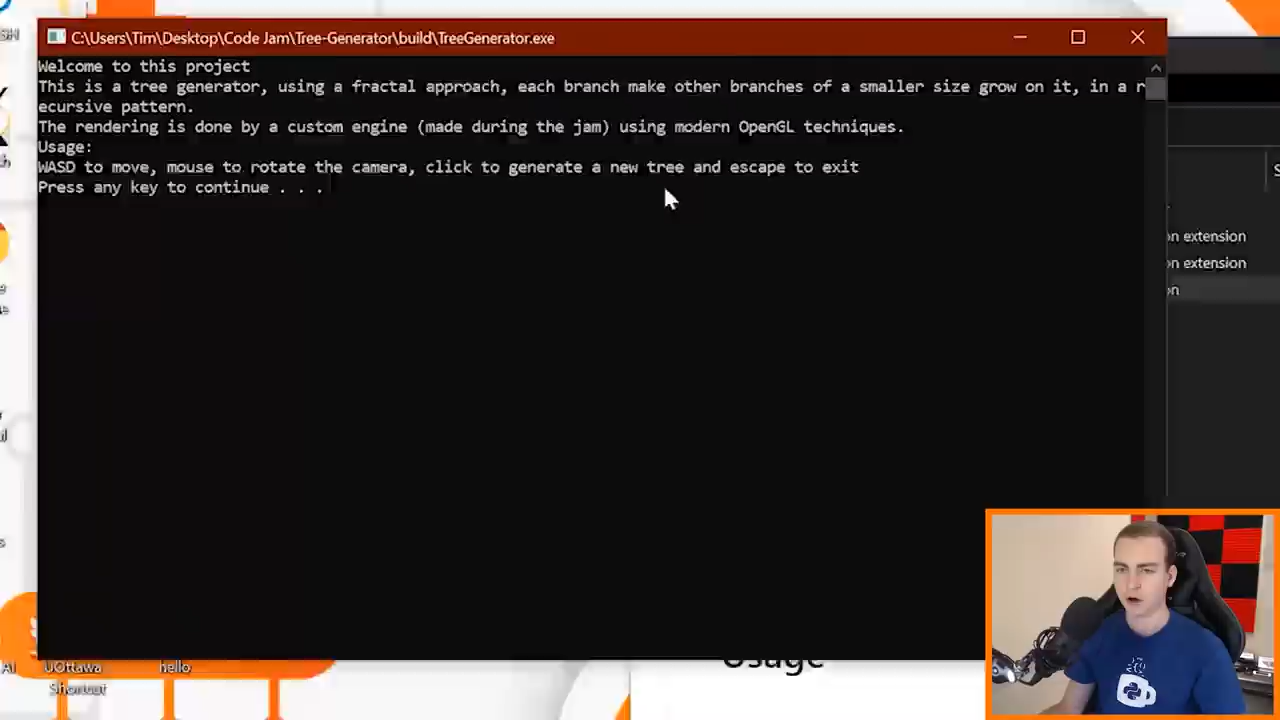 C:\Users\Tim\Desktop\Code Jam\Tree-Generator\build\TreeGenerator.exe
Welcome to this project
This is a tree generator, using a fractal approach, each branch make other branches of a smaller size grow on it, in a r
ecursive pattern.
The rendering is done by a custom engine (made during the jam) using modern OpenGL techniques.
Usage:
WASD to move, mouse to rotate the camera, click to generate a new tree and escape to exit
Press any key to continue . . .
on extension
on extension
on
Usage
UOttawa
Shortcut
hello